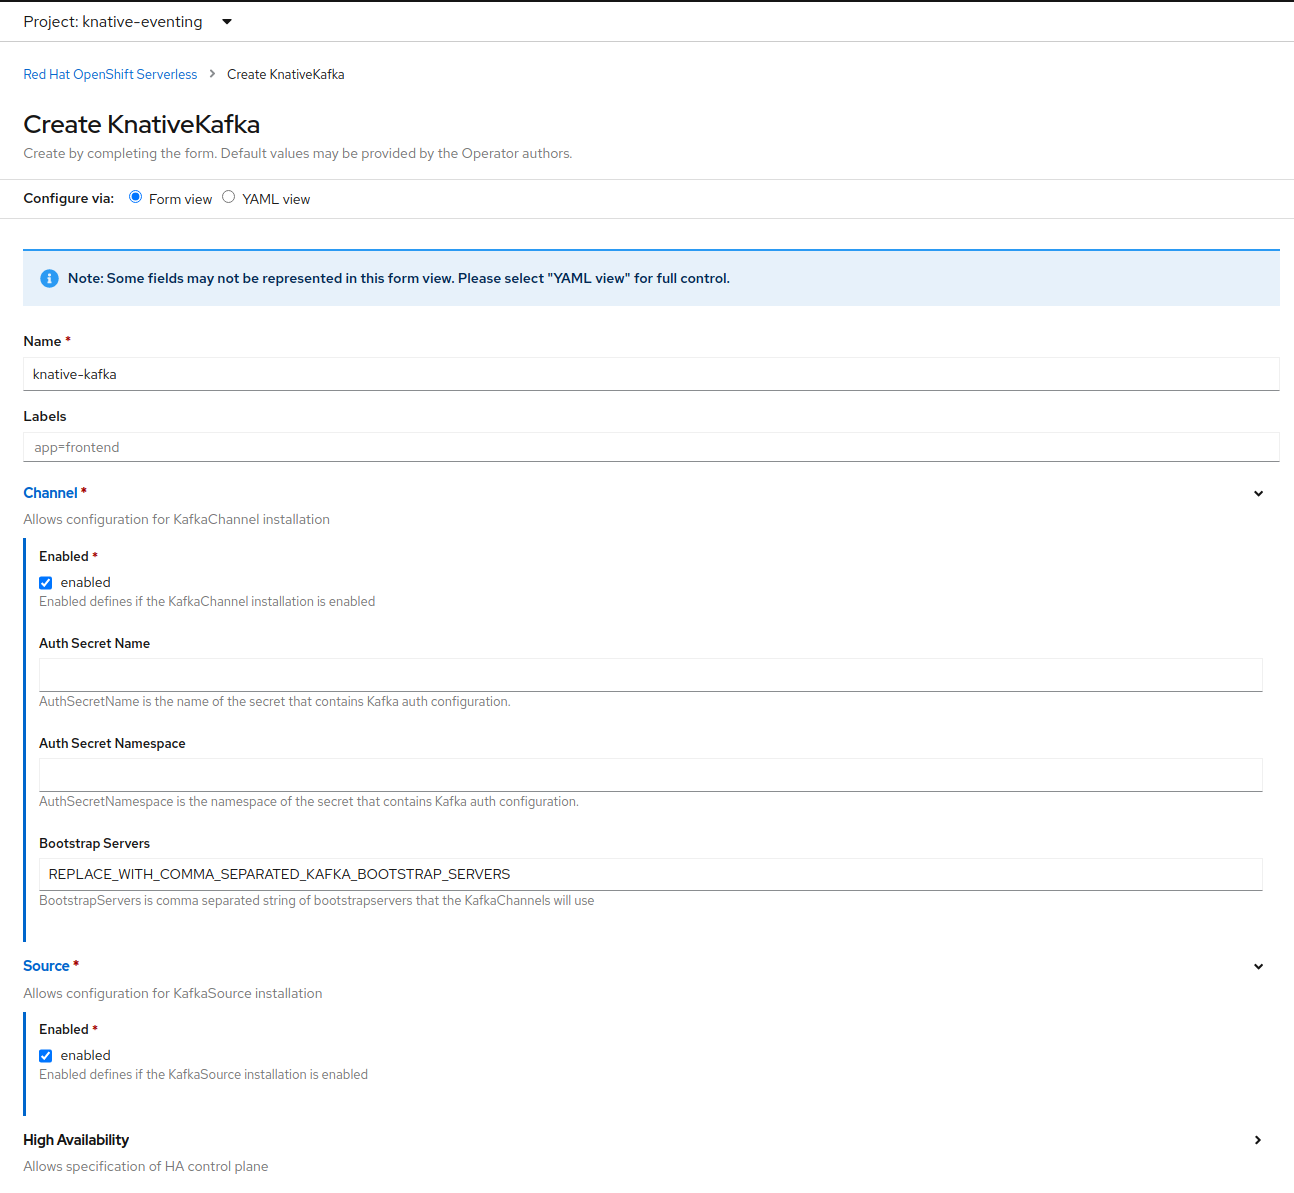 Project: knative-eventing
Red Hat OpenShift Serverless > Create KnativeKafka
Create KnativeKafka
Create by completing the form. Default values may be provided by the Operator authors.
Configure via: Form view YAML view
Note: Some fields may not be represented in this form view. Please select "YAML view" for full control.
Name *
knative-kafka
Labels
app=frontend
Channel *
Allows configuration for KafkaChannel installation
Enabled *
enabled
Enabled defines if the KafkaChannel installation is enabled
Auth Secret Name
AuthSecretName is the name of the secret that contains Kafka auth configuration.
Auth Secret Namespace
AuthSecretNamespace is the namespace of the secret that contains Kafka auth configuration.
Bootstrap Servers
REPLACE_WITH_COMMA_SEPARATED_KAFKA_BOOTSTRAP_SERVERS
BootstrapServers is comma separated string of bootstrapservers that the KafkaChannels will use
Source *
Allows configuration for KafkaSource installation
Enabled *
enabled
Enabled defines if the KafkaSource installation is enabled
High Availability
Allows specification of HA control plane